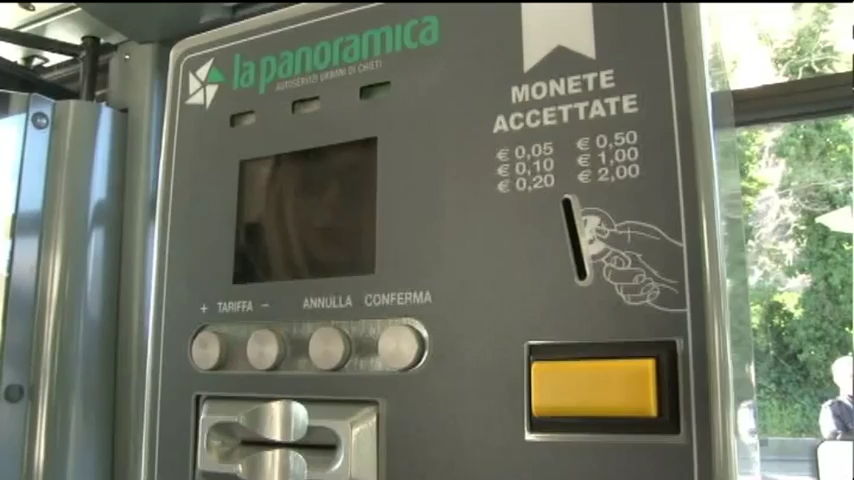 la panoramica
AUTOSERVIZI URBANI DI CHIETI
MONETE
ACCETTATE
€ 0,05 € 0,50
€ 0,10 € 1,00
€ 0,20 € 2,00
+ TARIFFA − ANNULLA CONFERMA